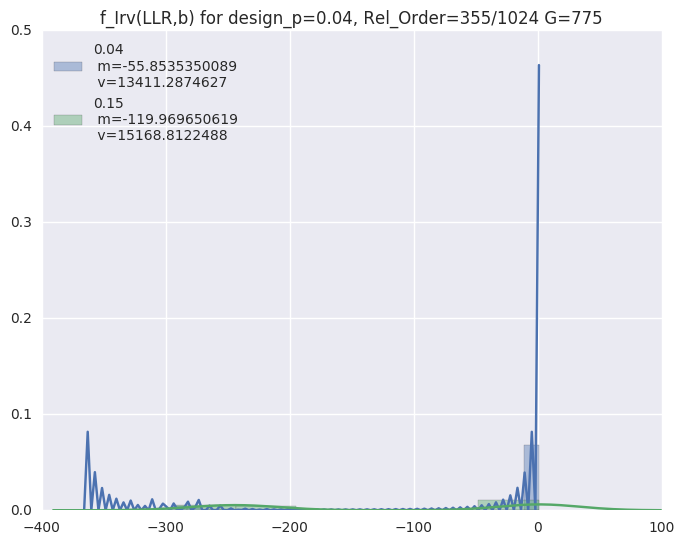 f_Irv(LLR,b) for design_p=0.04, Rel_Order=355/1024 G=775
0.5
0.4
0.3
0.2
0.1
0.0
0.04
m=-55.8535350089
v=13411.2874627
0.15
m=-119.969650619
v=15168.8122488
−400
−300
−200
−100
0
100